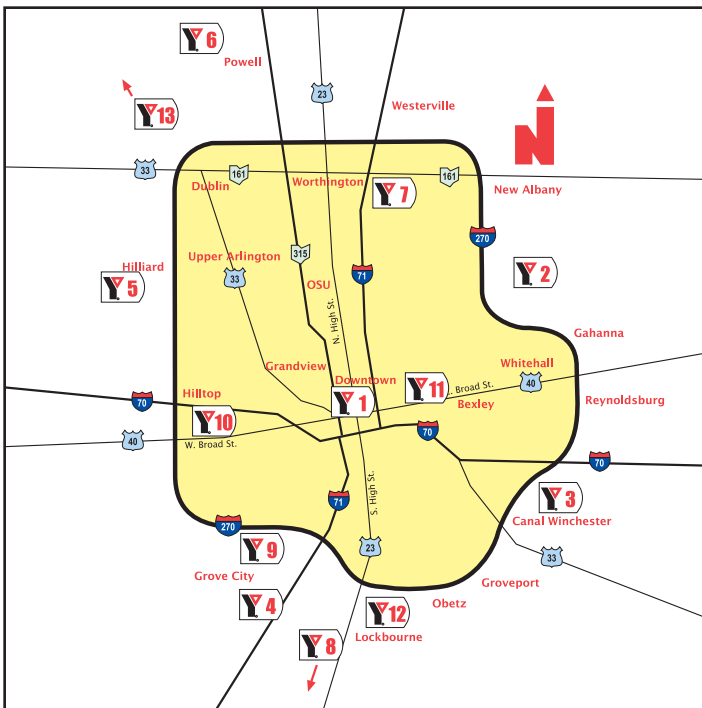 Y 6
Powell
23
Westerville
Y 13
N
33
161
Dublin
Worthington
Y 7
161
New Albany
270
Upper Arlington
315
Hilliard
Y 5
33
OSU
71
Y 2
N. High St.
Gahanna
Grandview
Downtown
Whitehall
Hilltop
70
Y 1
Y 11
. Broad St.
40
Bexley
Reynoldsburg
Y 10
40
W. Broad St.
70
70
S. High St.
71
Y 3
Canal Winchester
270
23
33
Y 9
Grove City
Groveport
Y 4
Obetz
Y 12
Lockbourne
Y 8